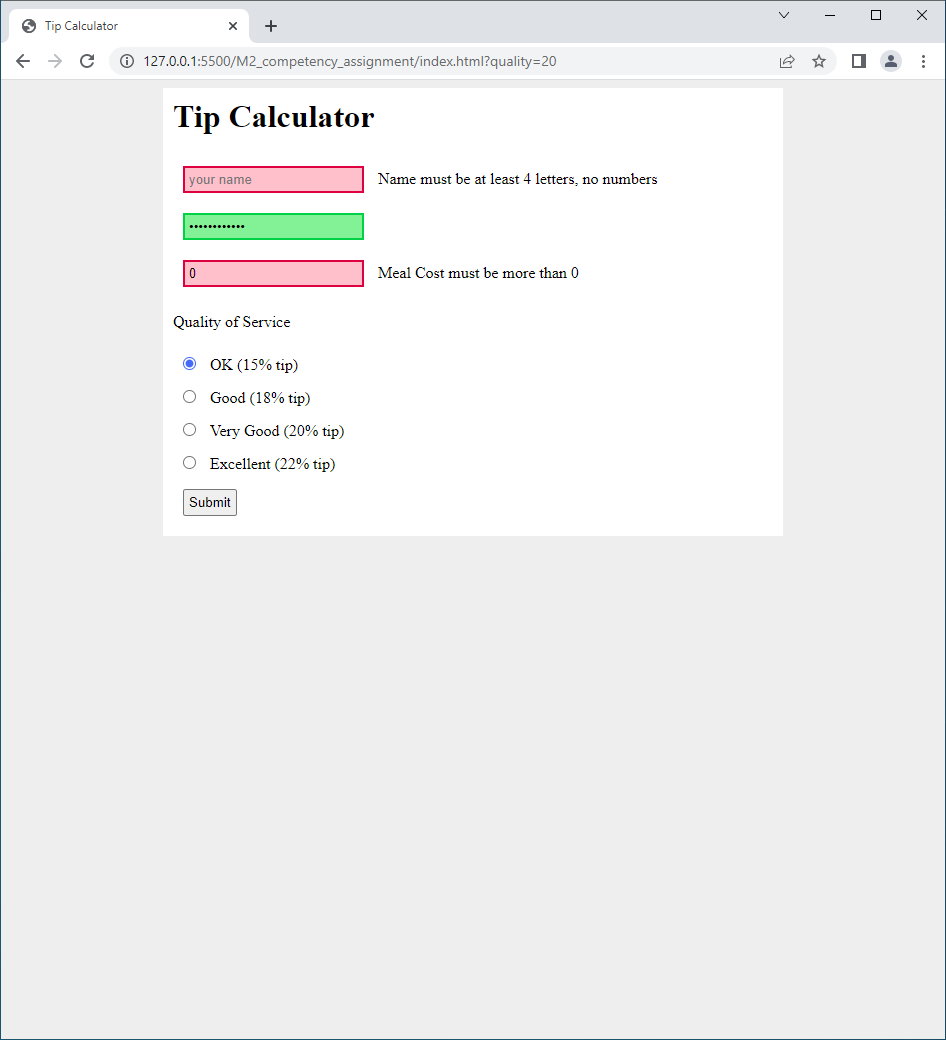 Tip Calculator
127.0.0.1:5500/M2_competency_assignment/index.html?quality=20
Tip Calculator
your name Name must be at least 4 letters, no numbers
••••••••••••
0 Meal Cost must be more than 0
Quality of Service
OK (15% tip)
Good (18% tip)
Very Good (20% tip)
Excellent (22% tip)
Submit